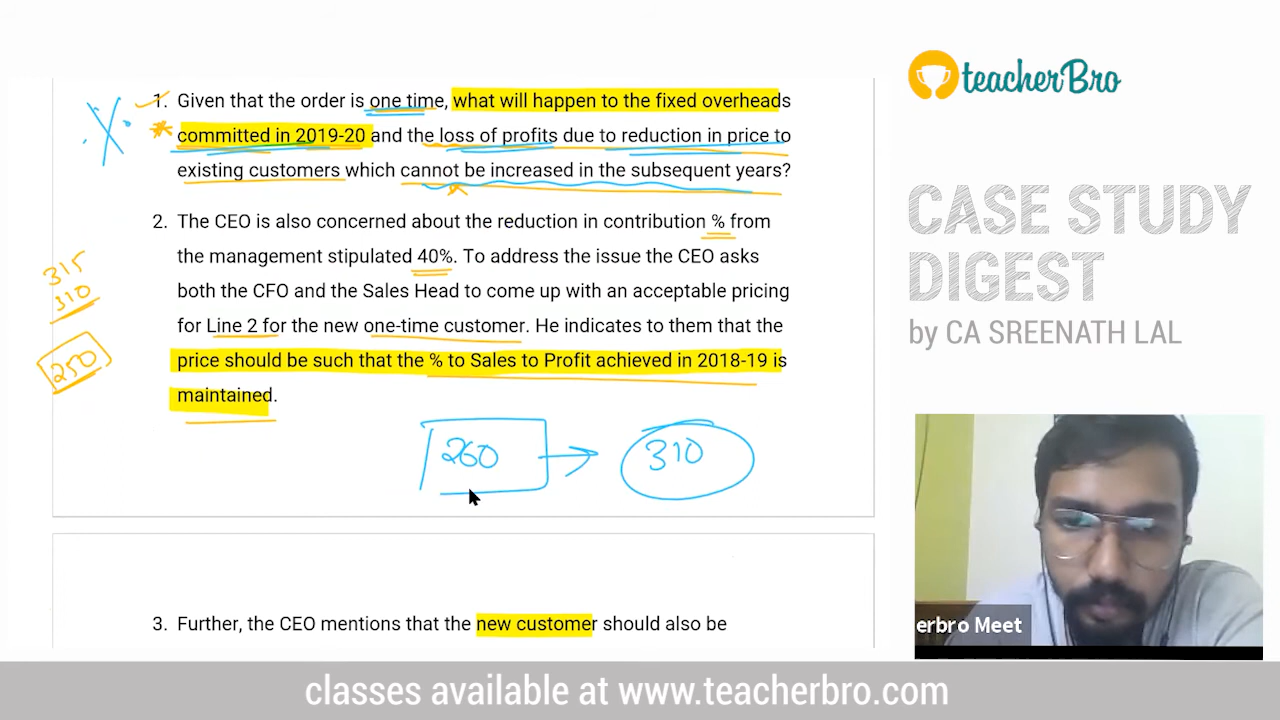 teacherBro
1. Given that the order is one time, what will happen to the fixed overheads
committed in 2019-20 and the loss of profits due to reduction in price to
existing customers which cannot be increased in the subsequent years?
2. The CEO is also concerned about the reduction in contribution % from
the management stipulated 40%. To address the issue the CEO asks
both the CFO and the Sales Head to come up with an acceptable pricing
for Line 2 for the new one-time customer. He indicates to them that the
price should be such that the % to Sales to Profit achieved in 2018-19 is
maintained.
315
310
250
260
310
3. Further, the CEO mentions that the new customer should also be
CASE STUDY
DIGEST
by CA SREENATH LAL
erbro Meet
classes available at www.teacherbro.com